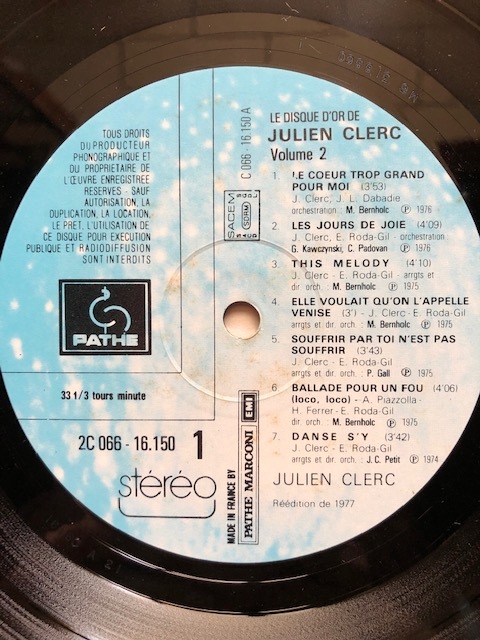 TOUS DROITS
DU PRODUCTEUR
PHONOGRAPHIQUE ET
DU PROPRIETAIRE DE
L'ŒUVRE ENREGISTREE
RESERVES - SAUF
AUTORISATION, LA
DUPLICATION, LA LOCATION,
LE PRET, L'UTILISATION DE
CE DISQUE POUR EXECUTION
PUBLIQUE ET RADIODIFFUSION
SONT INTERDITS
PATHE
33 1/3 tours minute
2C 066 - 16.150 1
stéréo
C 066 - 16.150 A
SACEM
SDRM
MADE IN FRANCE BY
PATHE MARCONI EMI
LE DISQUE D'OR DE
JULIEN CLERC
Volume 2
1. LE COEUR TROP GRAND
POUR MOI (3'53)
J. Clerc, J. L. Dabadie
orchestration M. Bernholc Ⓟ 1976
2. LES JOURS DE JOIE (4'09)
J. Clerc, E. Roda-Gil - orchestration
G. Kawczynski, C. Padovan Ⓟ 1976
3. THIS MELODY (4'10)
J. Clerc - E. Roda-Gil - arrgts et
dir. orch. : M. Bernholc Ⓟ 1975
4. ELLE VOULAIT QU'ON L'APPELLE
VENISE (3') - J. Clerc - E. Roda-Gil
arrgts et dir. orch. : M. Bernholc Ⓟ 1975
5. SOUFFRIR PAR TOI N'EST PAS
SOUFFRIR (3'43)
J. Clerc - E. Roda-Gil
arrgts et dir. orch. : P. Gall Ⓟ 1975
6 BALLADE POUR UN FOU (4'06)
(loco, loco) - A. Piazzolla -
H. Ferrer - E. Roda-Gil -
dir. orch. : M. Bernholc Ⓟ 1975
7. DANSE S'Y (3'42)
J. Clerc - E. Roda-Gil - arrgts
et dir. orch. : J.C. Petit Ⓟ 1974
JULIEN CLERC
Réédition de 1977